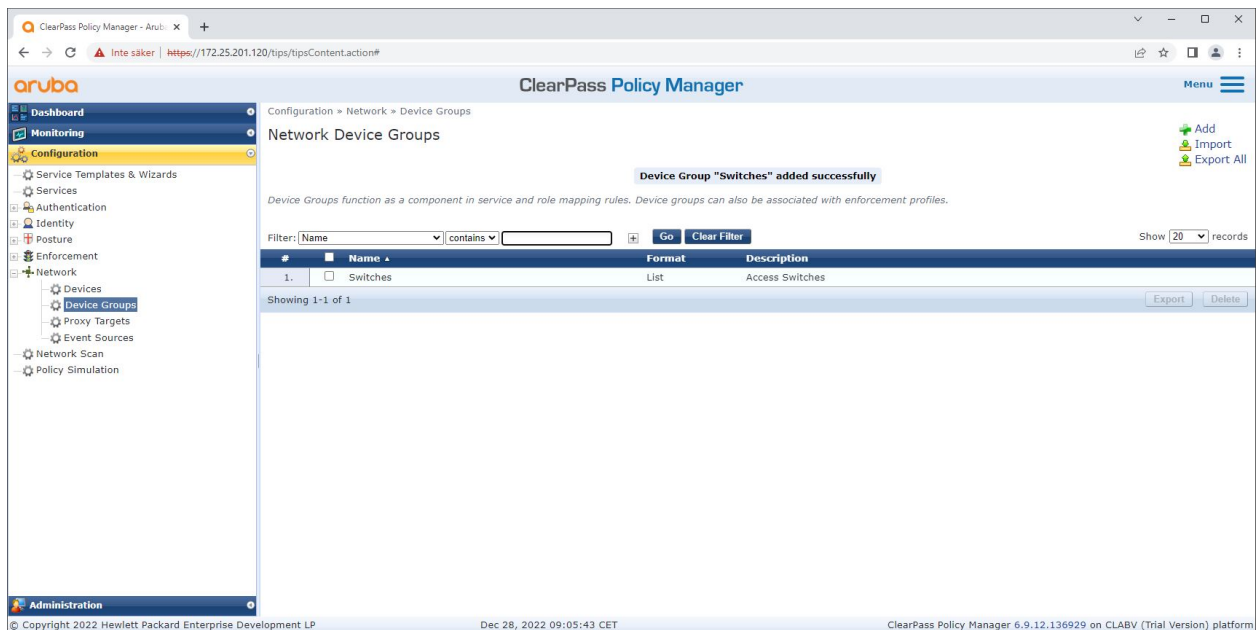 ClearPass Policy Manager - Arub
Inte säker | https://172.25.201.120/tips/tipsContent.action#
aruba
ClearPass Policy Manager
Menu
Dashboard
Monitoring
Configuration
Service Templates & Wizards
Services
Authentication
Identity
Posture
Enforcement
Network
Devices
Device Groups
Proxy Targets
Event Sources
Network Scan
Policy Simulation
Administration
Configuration » Network » Device Groups
Network Device Groups
Add
Import
Export All
Device Group "Switches" added successfully
Device Groups function as a component in service and role mapping rules. Device groups can also be associated with enforcement profiles.
Filter: Name contains Go Clear Filter Show 20 records
# Name Format Description
1. Switches List Access Switches
Showing 1-1 of 1 Export Delete
© Copyright 2022 Hewlett Packard Enterprise Development LP Dec 28, 2022 09:05:43 CET ClearPass Policy Manager 6.9.12.136929 on CLABV (Trial Version) platform